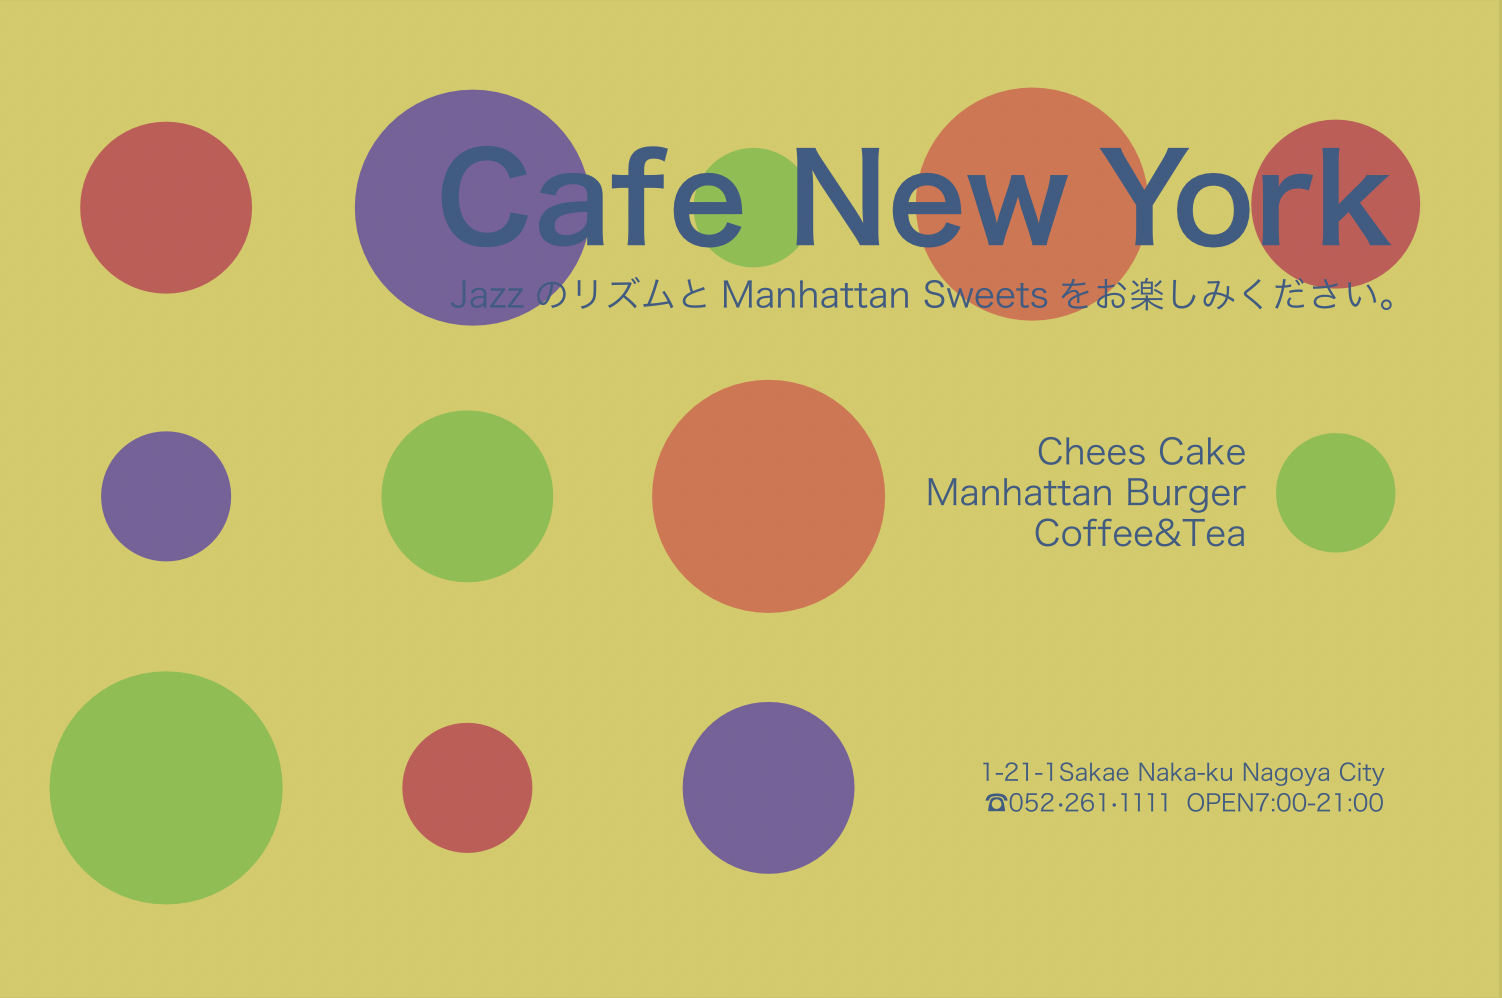 Cafe New York
Jazz のリズムと Manhattan Sweets をお楽しみください。
Chees Cake
Manhattan Burger
Coffee&Tea
1-21-1Sakae Naka-ku Nagoya City
☎052·261·1111 OPEN7:00-21:00